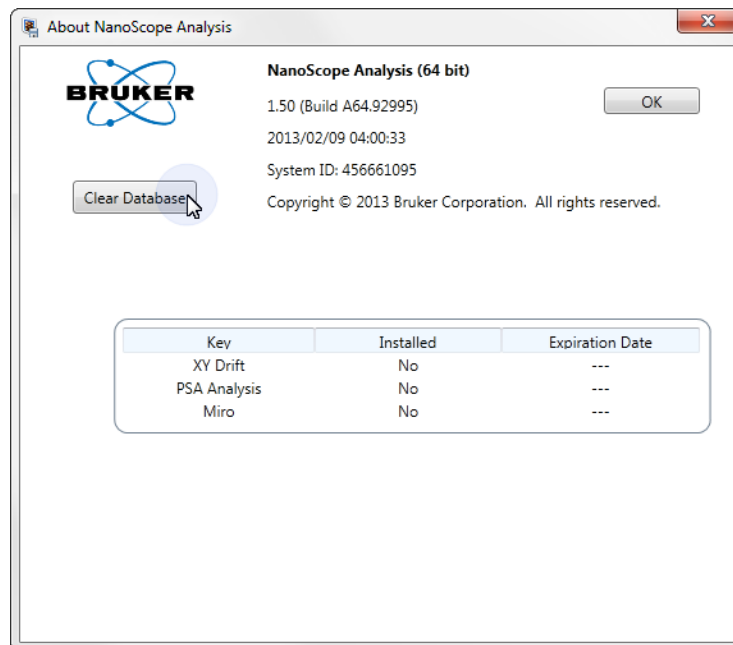 About NanoScope Analysis
x
BRUKER
NanoScope Analysis (64 bit)
1.50 (Build A64.92995)
OK
2013/02/09 04:00:33
System ID: 456661095
Clear Database
Copyright © 2013 Bruker Corporation. All rights reserved.
Key Installed Expiration Date
XY Drift No ---
PSA Analysis No ---
Miro No ---